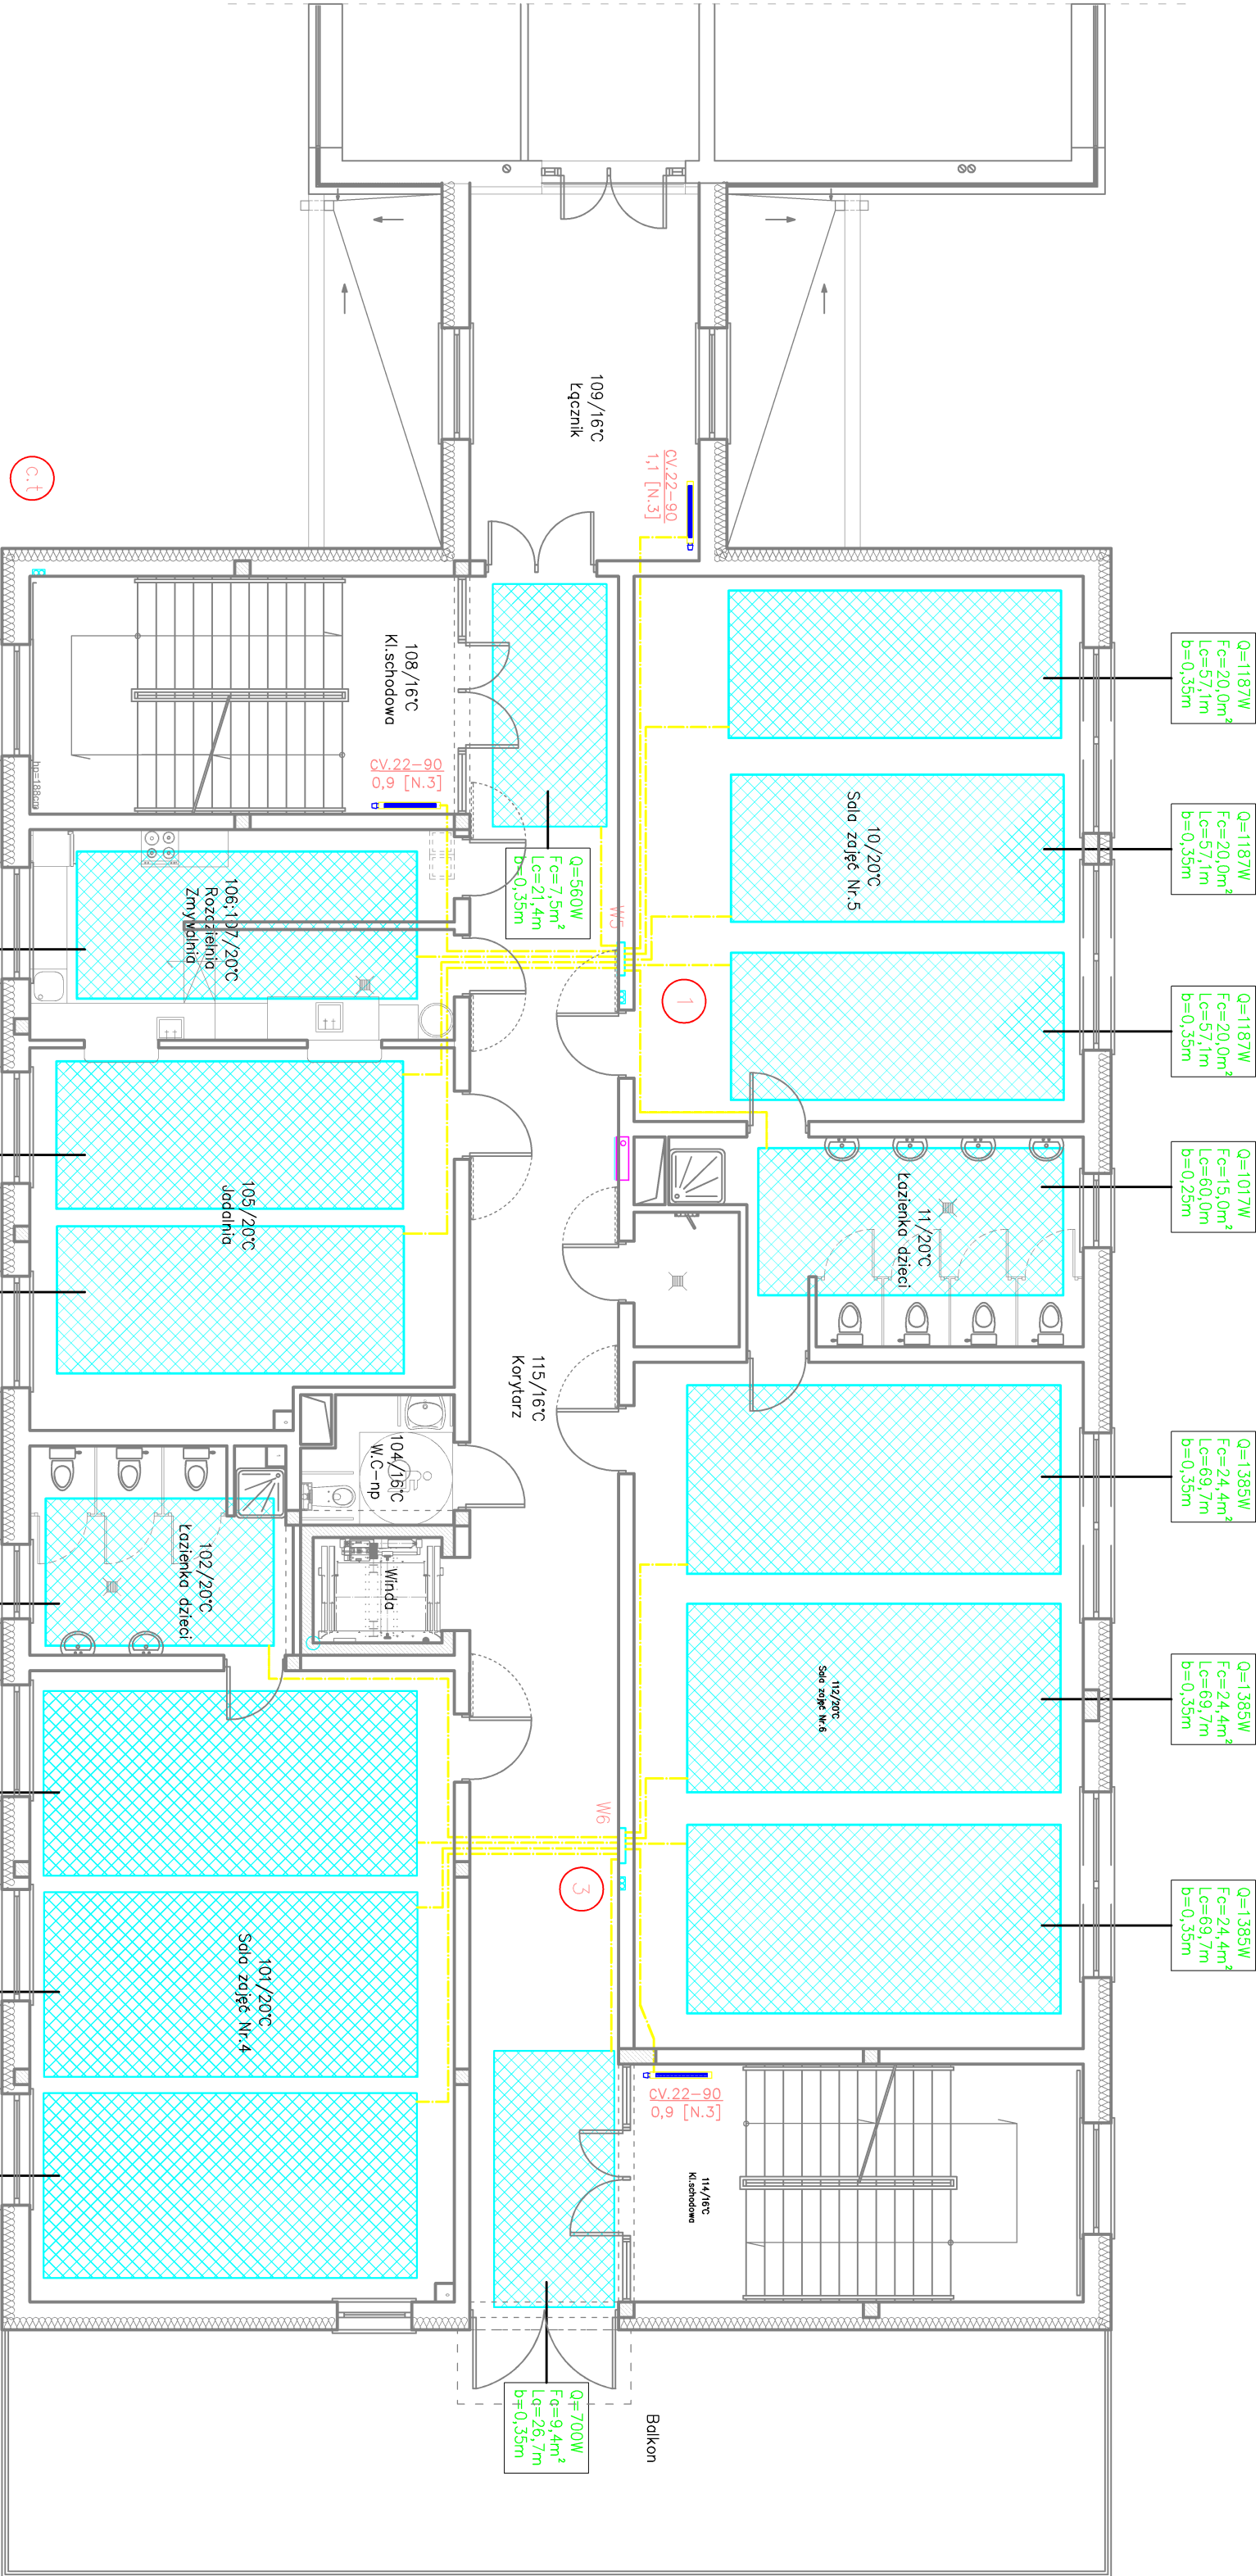 Q=1187W
Fc=20,0m²
Lc=57,1m
b=0,35m
Q=1187W
Fc=20,0m²
Lc=57,1m
b=0,35m
Q=1187W
Fc=20,0m²
Lc=57,1m
b=0,35m
Q=1017W
Fc=15,0m²
Lc=60,0m
b=0,25m
Q=1385W
Fc=24,4m²
Lc=69,7m
b=0,35m
Q=1385W
Fc=24,4m²
Lc=69,7m
b=0,35m
Q=1385W
Fc=24,4m²
Lc=69,7m
b=0,35m
109/16°C
Łącznik
CV.22-90
1,1 [N.3]
c.t
10/20°C
Sala zajęć Nr.5
108/16°C
Kl.schodowa
CV.22-90
0,9 [N.3]
hp=188cm
Q=560W
Fc=7,5m²
Lc=21,4m
b=0,35m
W5
1
106;107/20°C
Rozdzielnia
Zmywalnia
11/20°C
Łazienka dzieci
105/20°C
Jadalnia
115/16°C
Korytarz
104/16°C
W.C-np
Winda
102/20°C
Łazienka dzieci
112/20°C
Sala zajęć Nr.6
W6
3
101/20°C
Sala zajęć Nr.4
CV.22-90
0,9 [N.3]
114/16°C
Kl.schodowa
Q=700W
Fc=9,4m²
Lc=26,7m
b=0,35m
Balkon